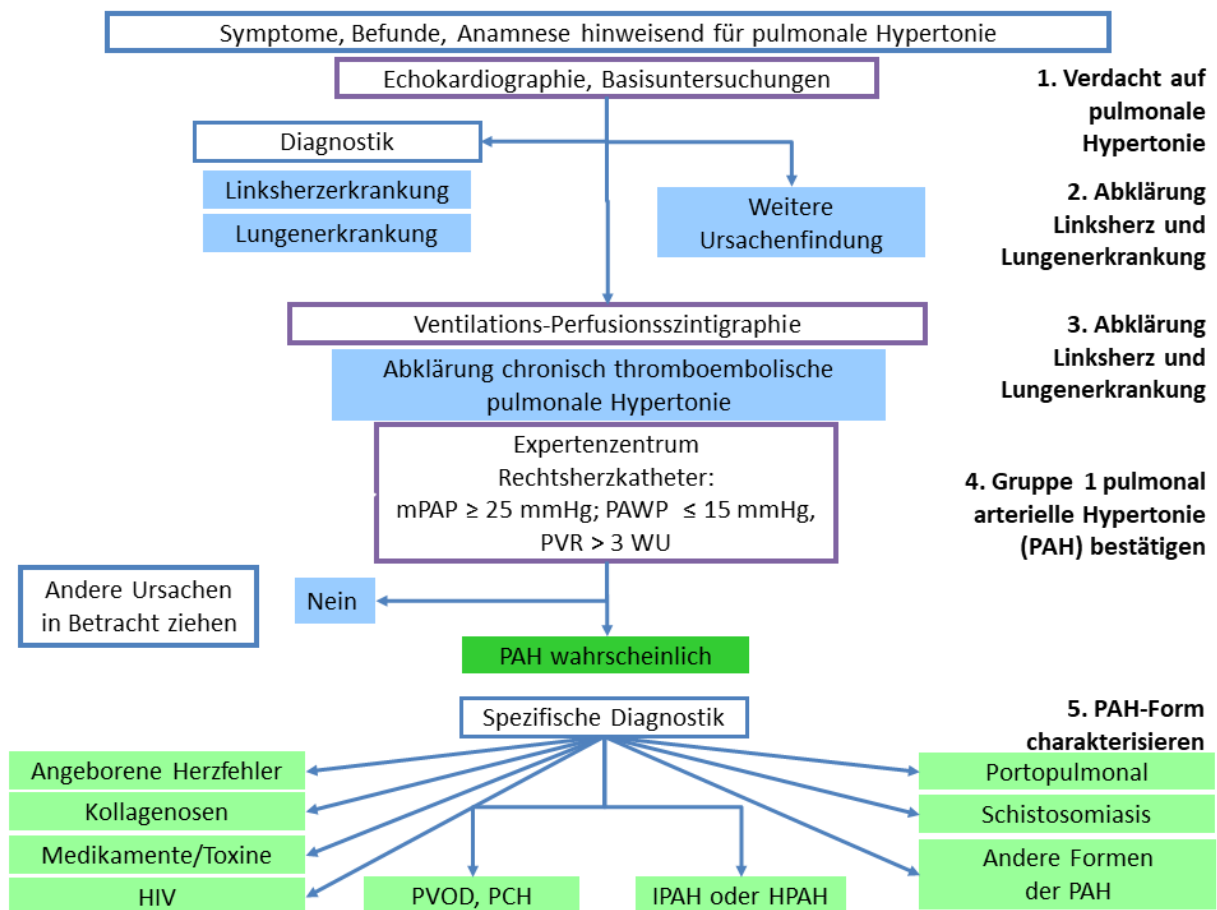 Symptome, Befunde, Anamnese hinweisend für pulmonale Hypertonie
Echokardiographie, Basisuntersuchungen
1. Verdacht auf
pulmonale
Hypertonie
Diagnostik
Linksherzerkrankung
Lungenerkrankung
Weitere
Ursachenfindung
2. Abklärung
Linksherz und
Lungenerkrankung
Ventilations-Perfusionsszintigraphie
3. Abklärung
Linksherz und
Lungenerkrankung
Abklärung chronisch thromboembolische
pulmonale Hypertonie
Expertenzentrum
Rechtsherzkatheter:
mPAP ≥ 25 mmHg; PAWP ≤ 15 mmHg,
PVR > 3 WU
4. Gruppe 1 pulmonal
arterielle Hypertonie
(PAH) bestätigen
Andere Ursachen
in Betracht ziehen
Nein
PAH wahrscheinlich
Spezifische Diagnostik
5. PAH-Form
charakterisieren
Angeborene Herzfehler
Kollagenosen
Medikamente/Toxine
HIV
PVOD, PCH
IPAH oder HPAH
Portopulmonal
Schistosomiasis
Andere Formen
der PAH